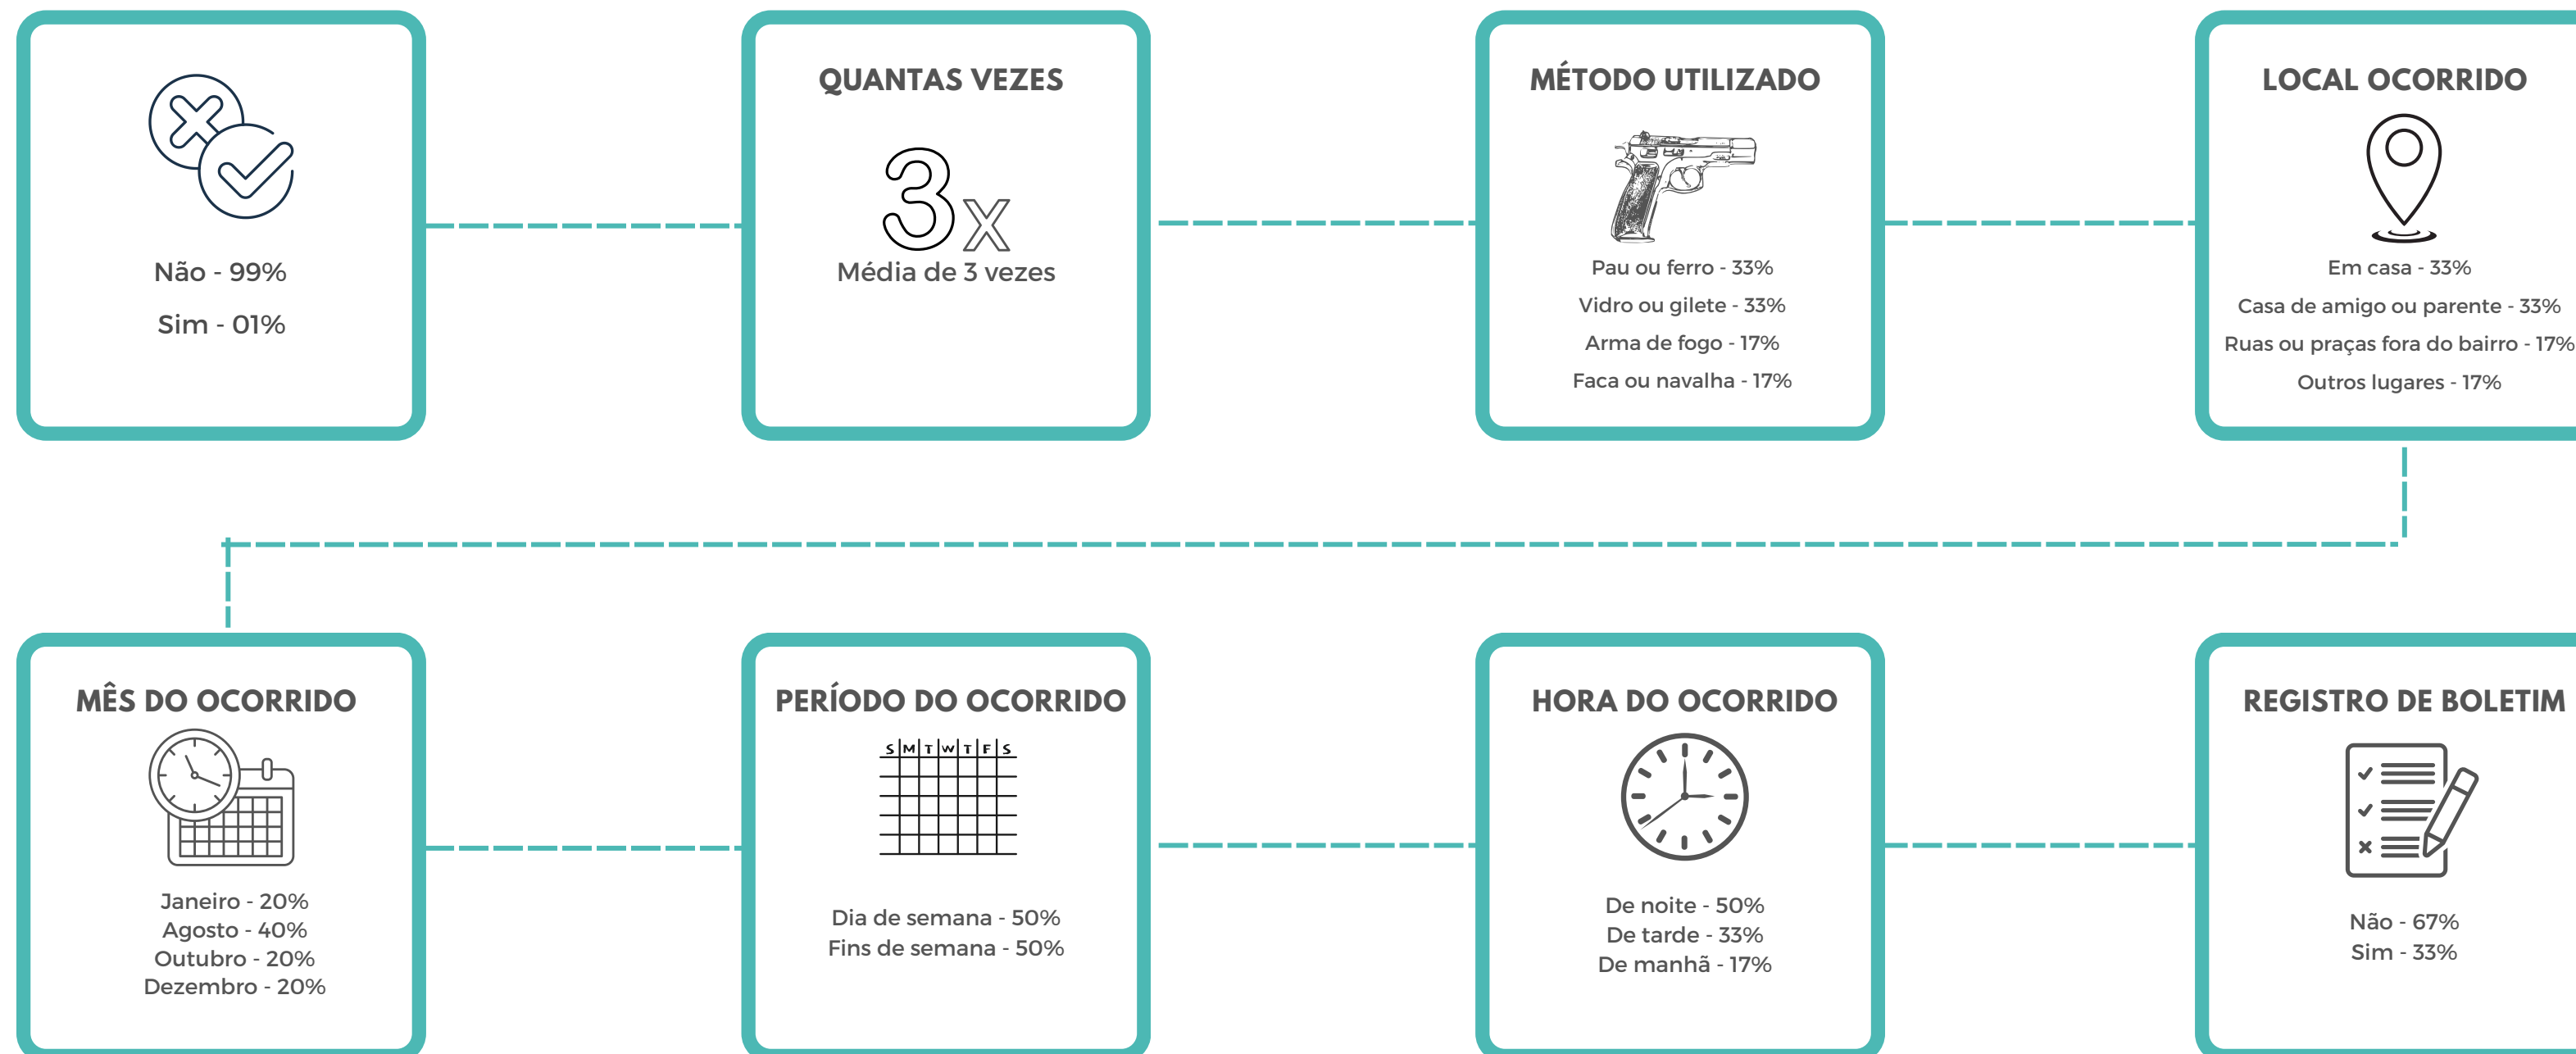 Não - 99%
Sim - 01%
QUANTAS VEZES
3x
Média de 3 vezes
MÉTODO UTILIZADO
Pau ou ferro - 33%
Vidro ou gilete - 33%
Arma de fogo - 17%
Faca ou navalha - 17%
LOCAL OCORRIDO
Em casa - 33%
Casa de amigo ou parente - 33%
Ruas ou praças fora do bairro - 17%
Outros lugares - 17%
MÊS DO OCORRIDO
Janeiro - 20%
Agosto - 40%
Outubro - 20%
Dezembro - 20%
PERÍODO DO OCORRIDO
S M T W T F S
Dia de semana - 50%
Fins de semana - 50%
HORA DO OCORRIDO
De noite - 50%
De tarde - 33%
De manhã - 17%
REGISTRO DE BOLETIM
Não - 67%
Sim - 33%